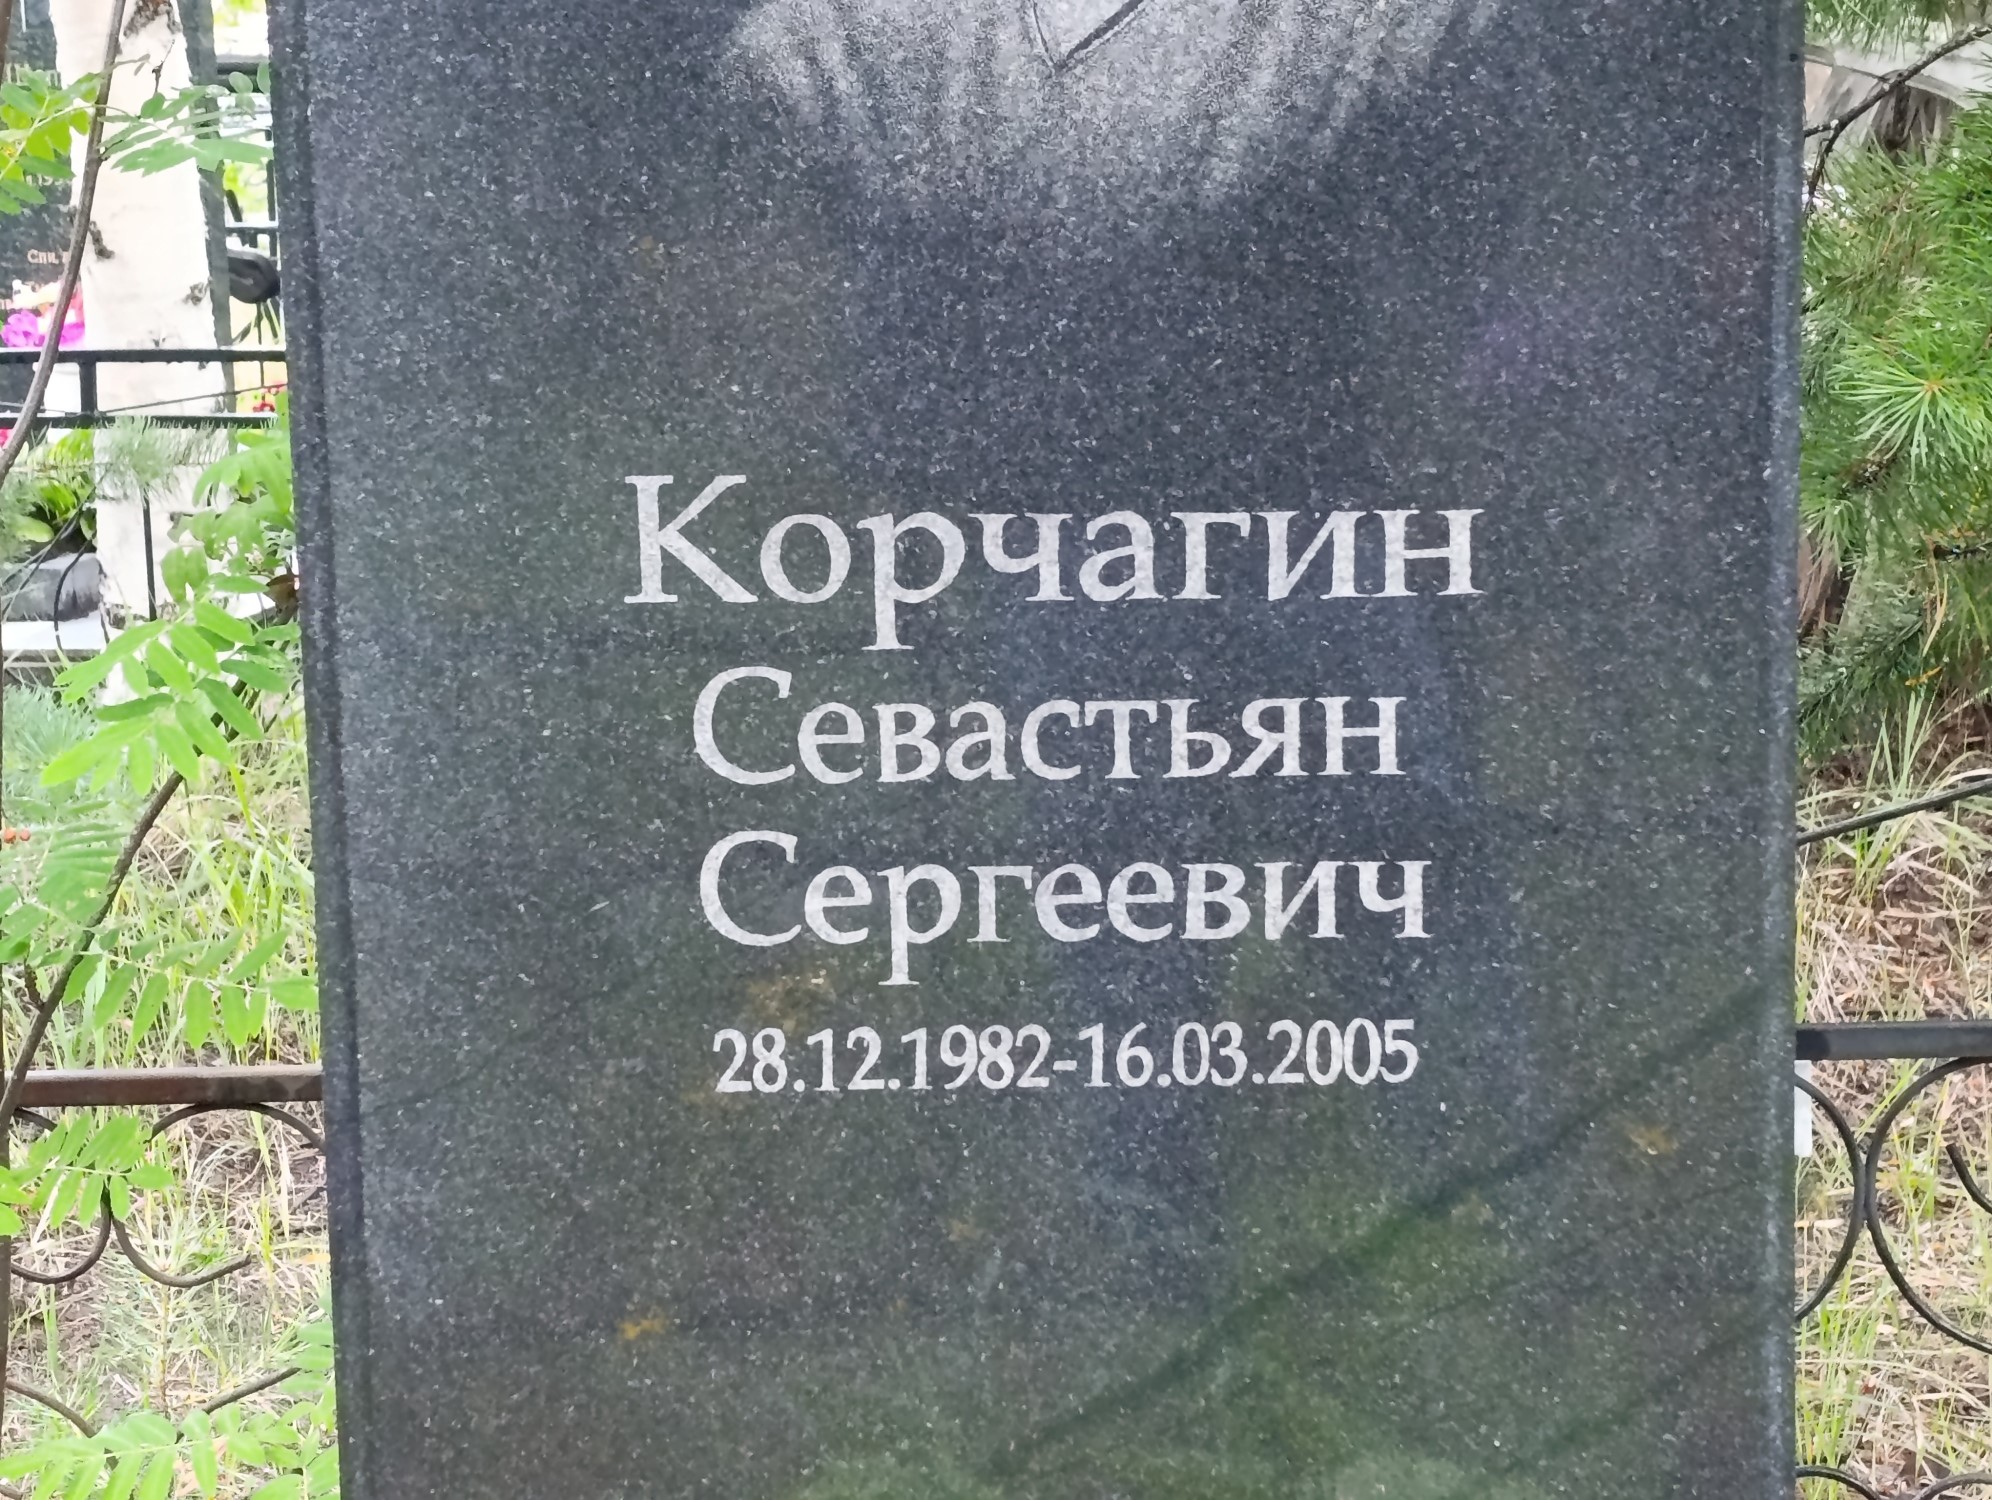 Корчагин
Севастьян
Сергеевич
28.12.1982-16.03.2005